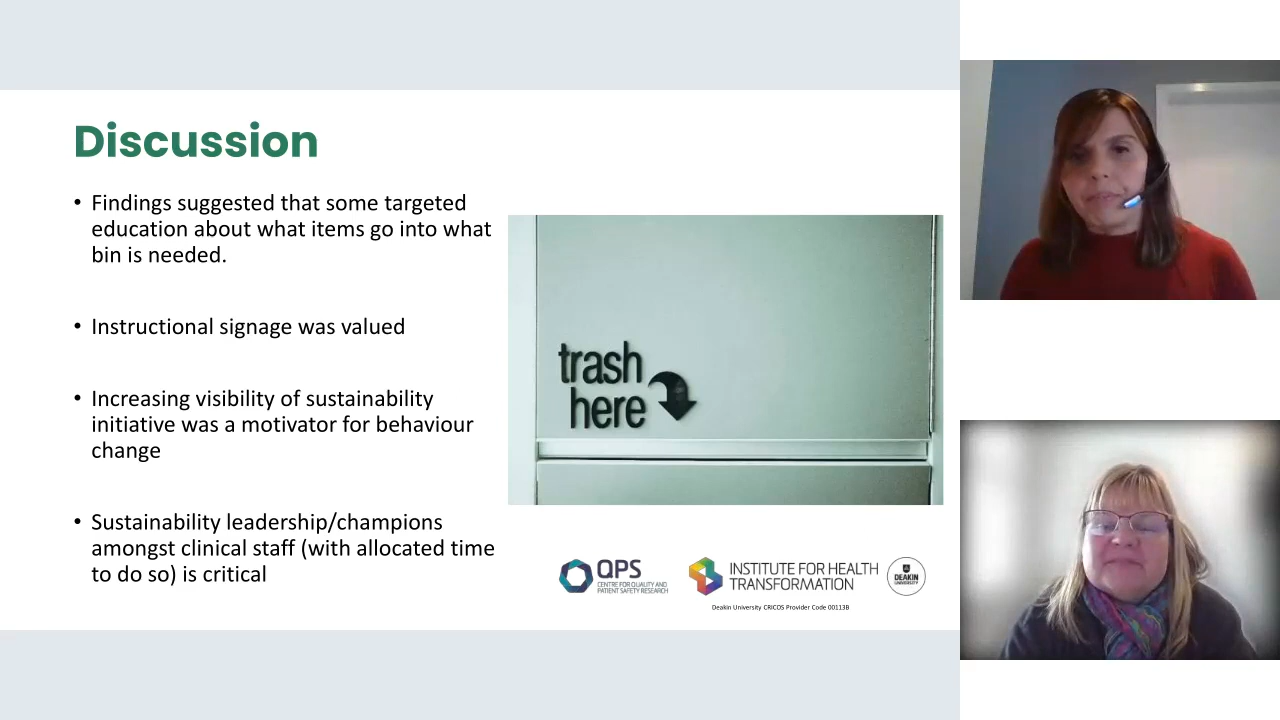 Discussion
• Findings suggested that some targeted
education about what items go into what
bin is needed.
• Instructional signage was valued
• Increasing visibility of sustainability
initiative was a motivator for behaviour
change
• Sustainability leadership/champions
amongst clinical staff (with allocated time
to do so) is critical
trash
here
QPS
CENTRE FOR QUALITY AND
PATIENT SAFETY RESEARCH
INSTITUTE FOR HEALTH
TRANSFORMATION
DEAKIN
UNIVERSITY
Deakin University CRICOS Provider Code 00113B